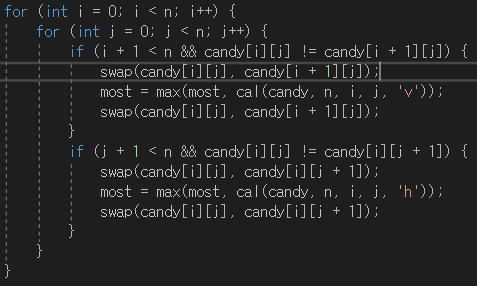 for (int i = 0; i < n; i++) {
    for (int j = 0; j < n; j++) {
        if (i + 1 < n && candy[i][j] != candy[i + 1][j]) {
            swap(candy[i][j], candy[i + 1][j]);
            most = max(most, cal(candy, n, i, j, 'v'));
            swap(candy[i][j], candy[i + 1][j]);
        }
        if (j + 1 < n && candy[i][j] != candy[i][j + 1]) {
            swap(candy[i][j], candy[i][j + 1]);
            most = max(most, cal(candy, n, i, j, 'h'));
            swap(candy[i][j], candy[i][j + 1]);
        }
    }
}